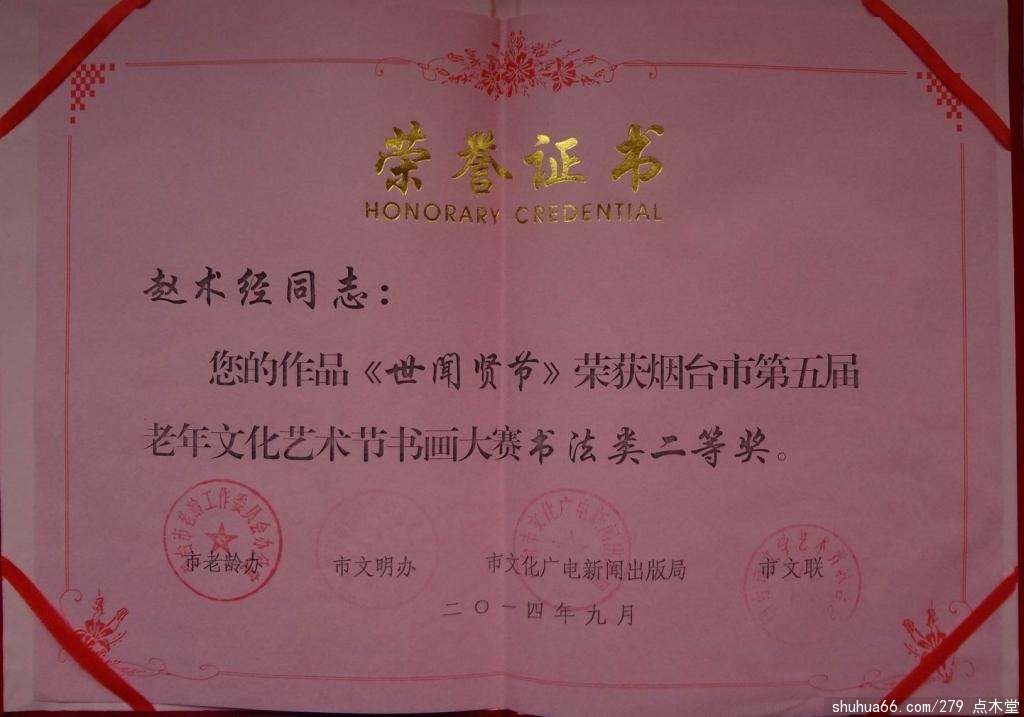 荣誉证书
HONORARY CREDENTIAL
赵术经同志：
您的作品《世闻贤节》荣获烟台市第五届
老年文化艺术节书画大赛书法类二等奖。
市老龄办 市文明办 市文化广电新闻出版局 市文联
二〇一四年九月
shuhua66.com/279 点木堂